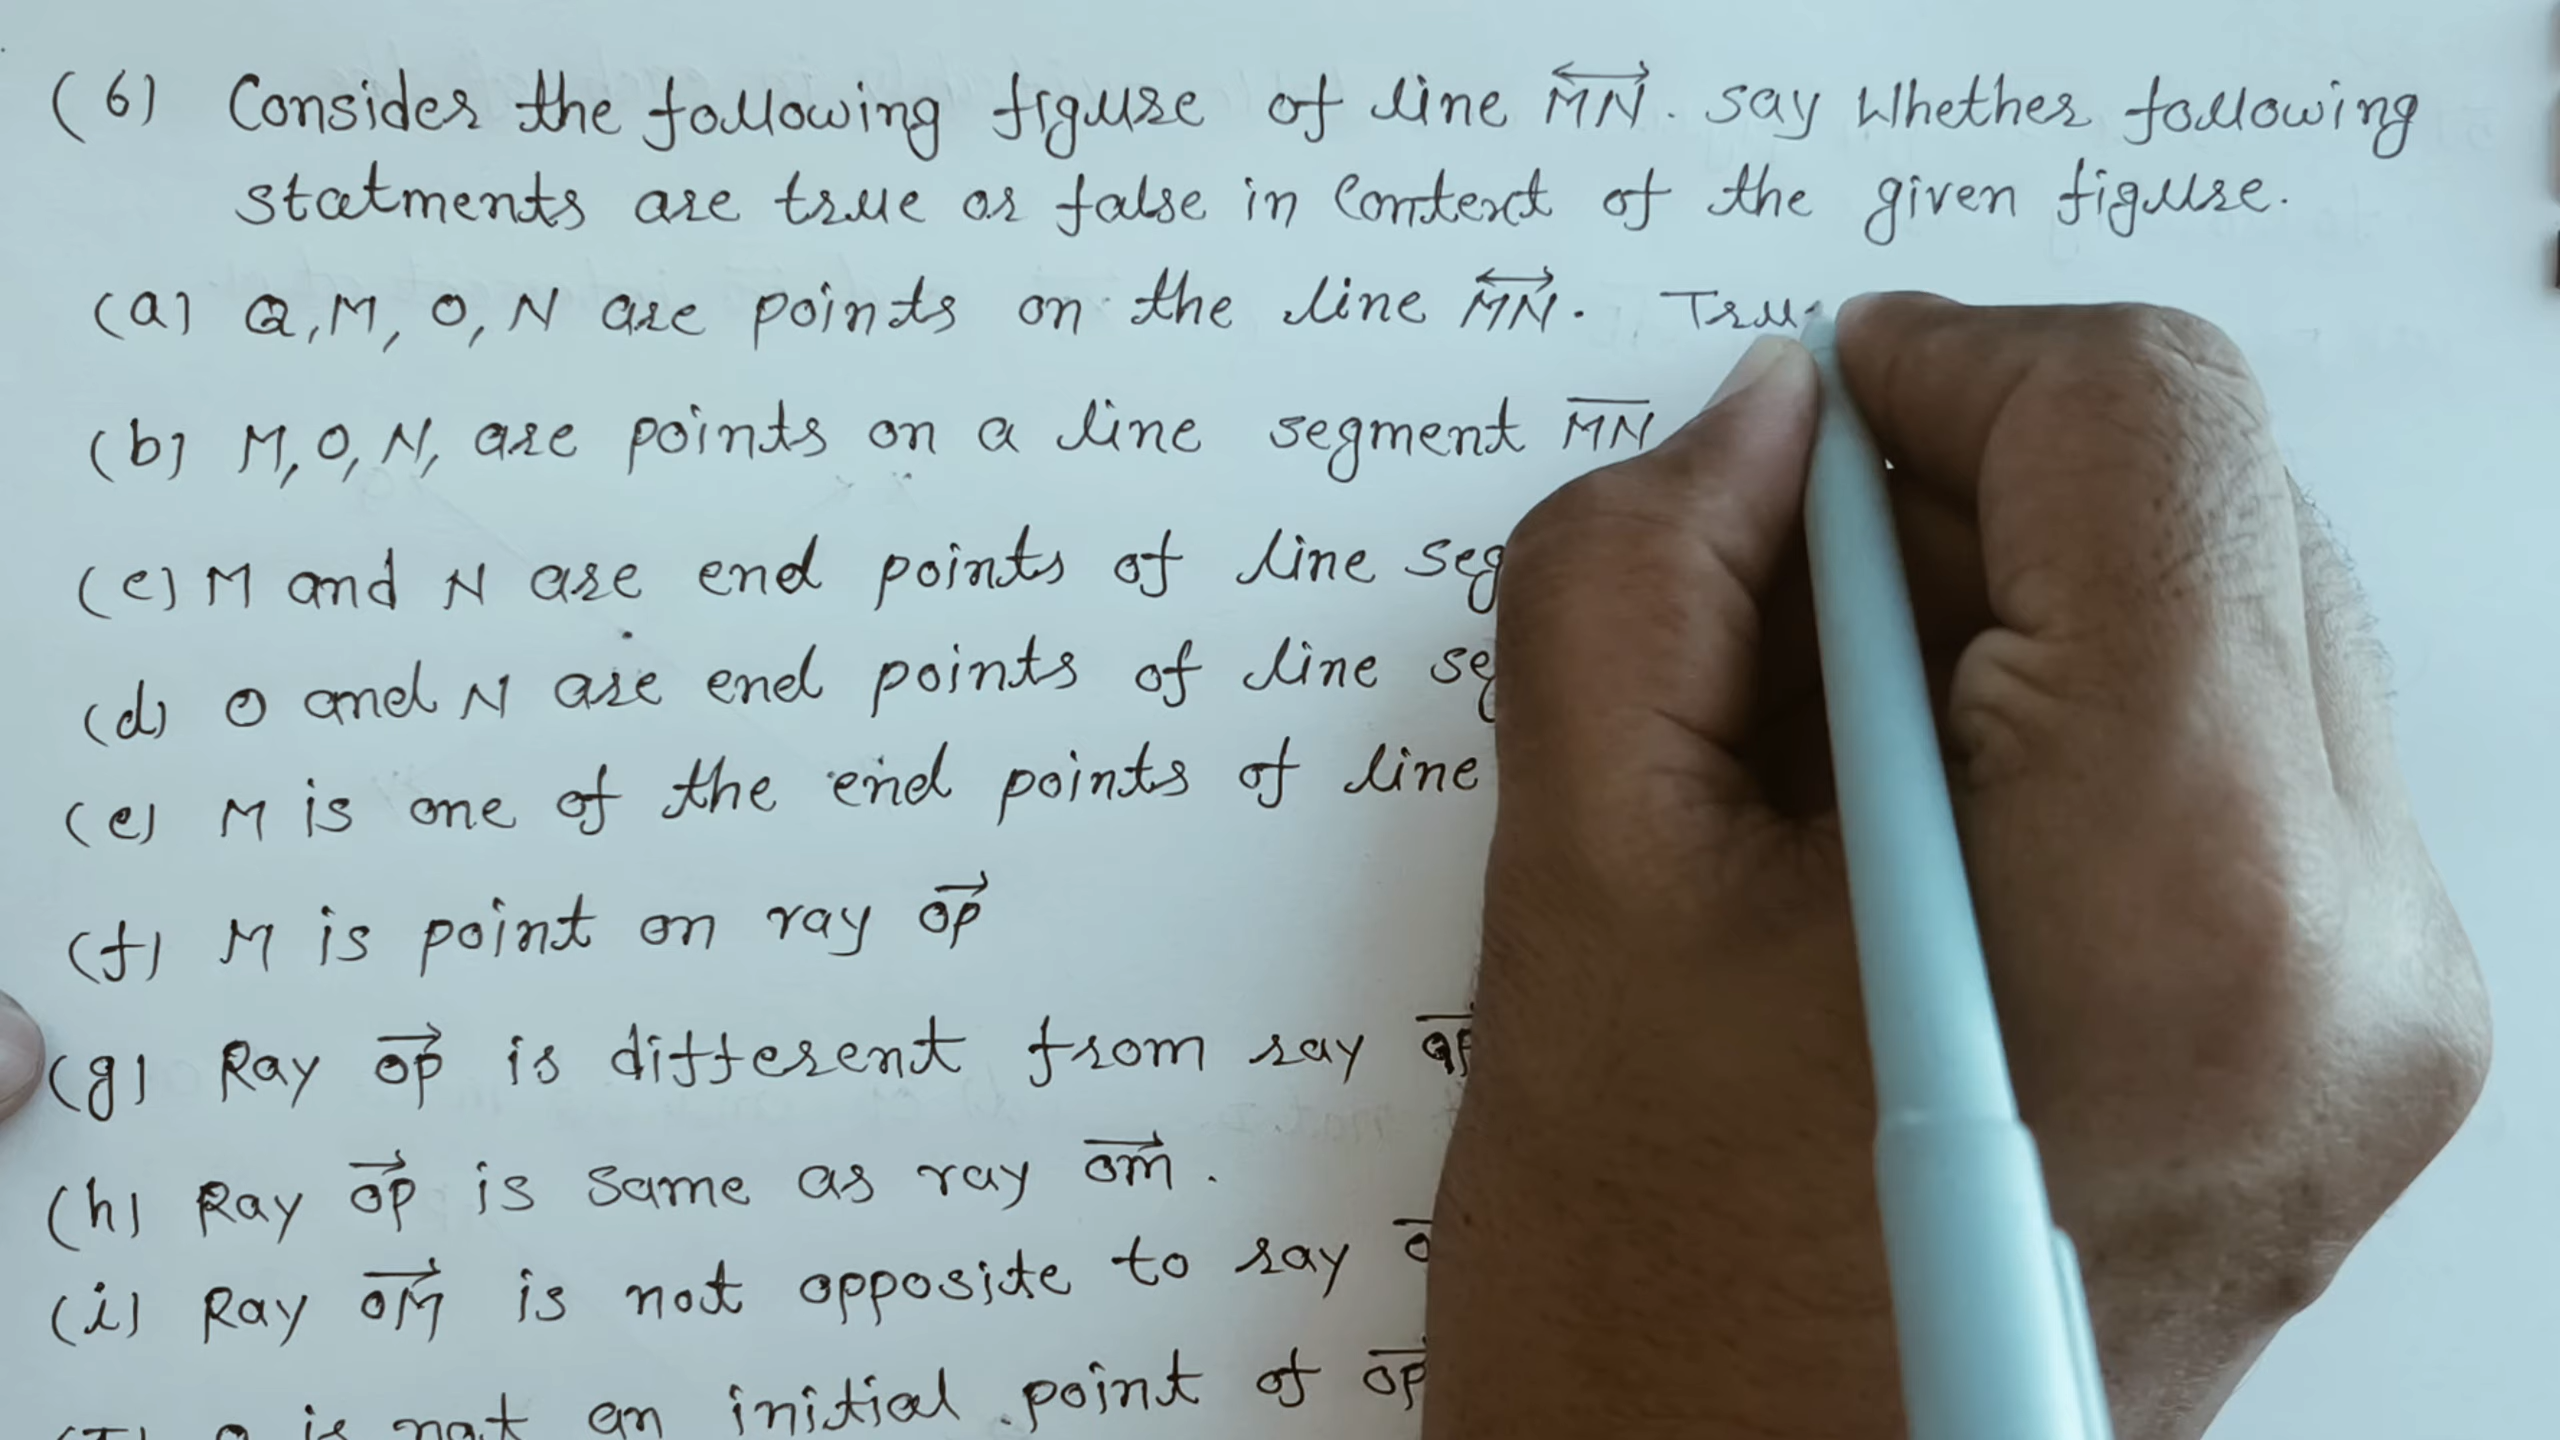 (6) Consider the following figure of line MN. say Whether following
statments are true or false in Context of the given figure.
(a) Q, M, O, N are points on the line MN. Tru
(b) M, O, N, are points on a line segment MN
(c) M and N are end points of line seg
(d) O and N are end points of line se
(e) M is one of the end points of line
(f) M is point on ray OP
(g) Ray OP is different from ray QP
(h) Ray OP is same as ray OM.
(i) Ray OM is not opposite to ray O
is not an initial point of OP